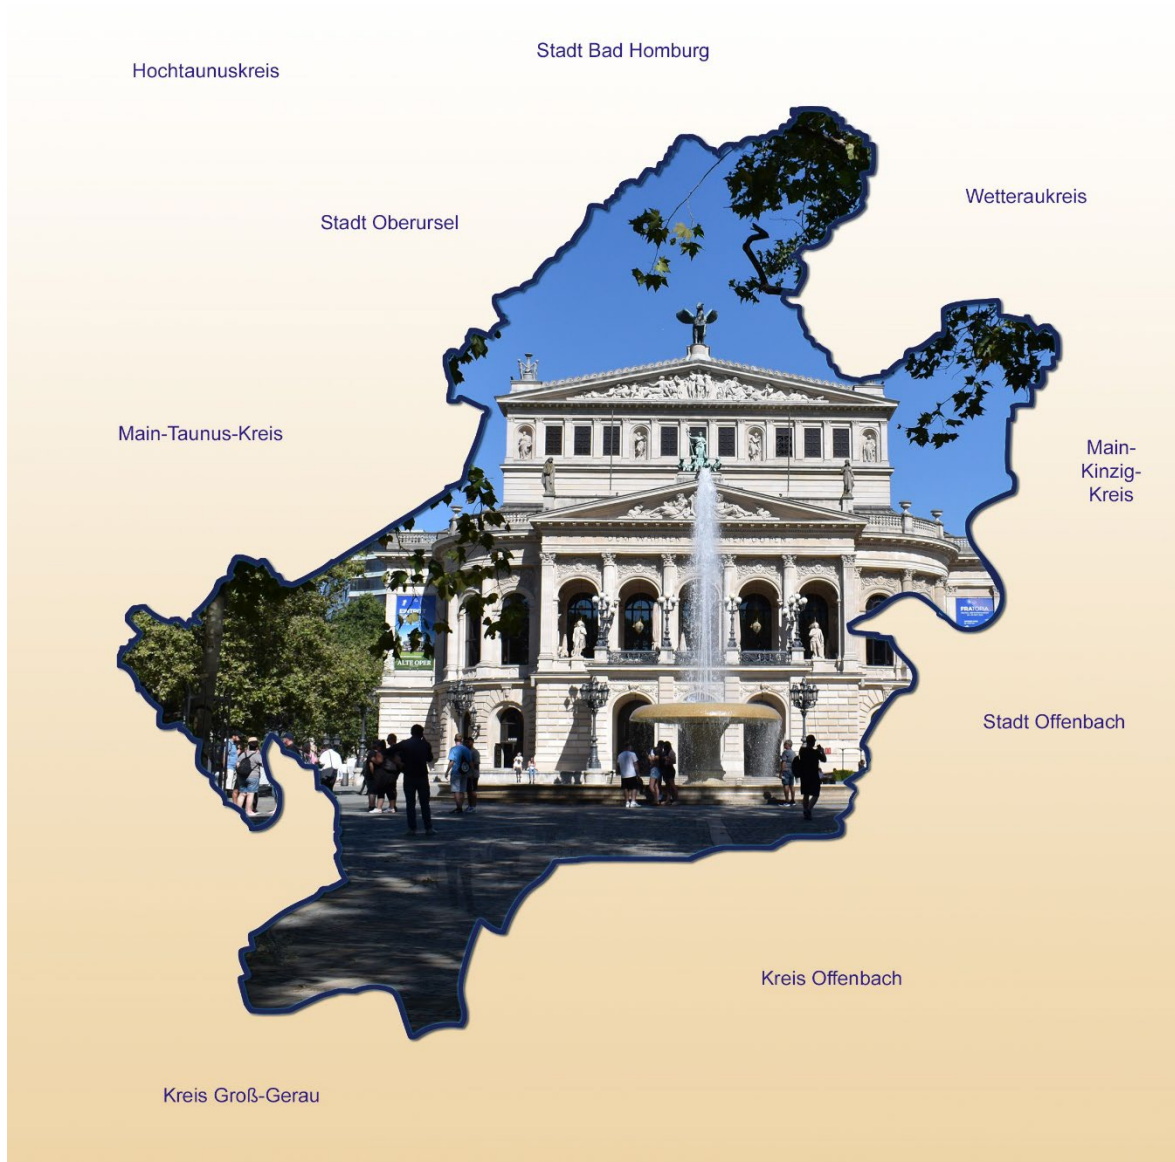 Stadt Bad Homburg
Hochtaunuskreis
Wetteraukreis
Stadt Oberursel
Main-Taunus-Kreis
Main-
Kinzig-
Kreis
ALTE OPER
FRATOPIA
Stadt Offenbach
Kreis Offenbach
Kreis Groß-Gerau